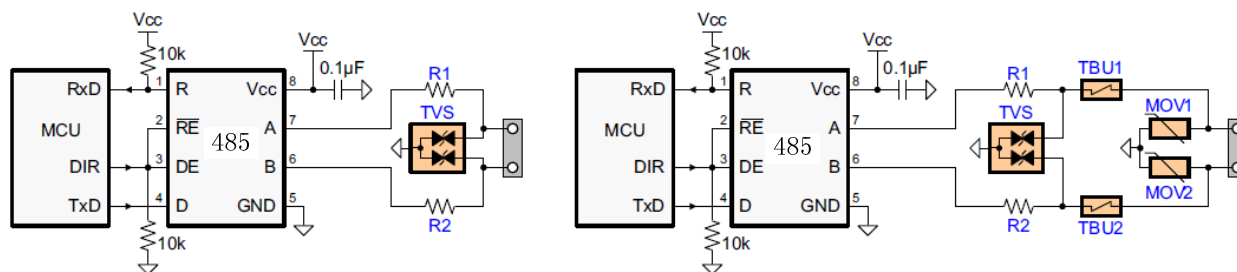 Vcc
10k
Vcc
0.1μF
RxD
1
R
Vcc
8
R1
TVS
MCU
2
RE
485
A
7
DIR
3
DE
B
6
TxD
4
D
GND
5
R2
10k
Vcc
10k
Vcc
0.1μF
RxD
1
R
Vcc
8
R1
TBU1
TVS
MOV1
MCU
2
RE
485
A
7
DIR
3
DE
B
6
MOV2
TxD
4
D
GND
5
R2
TBU2
10k